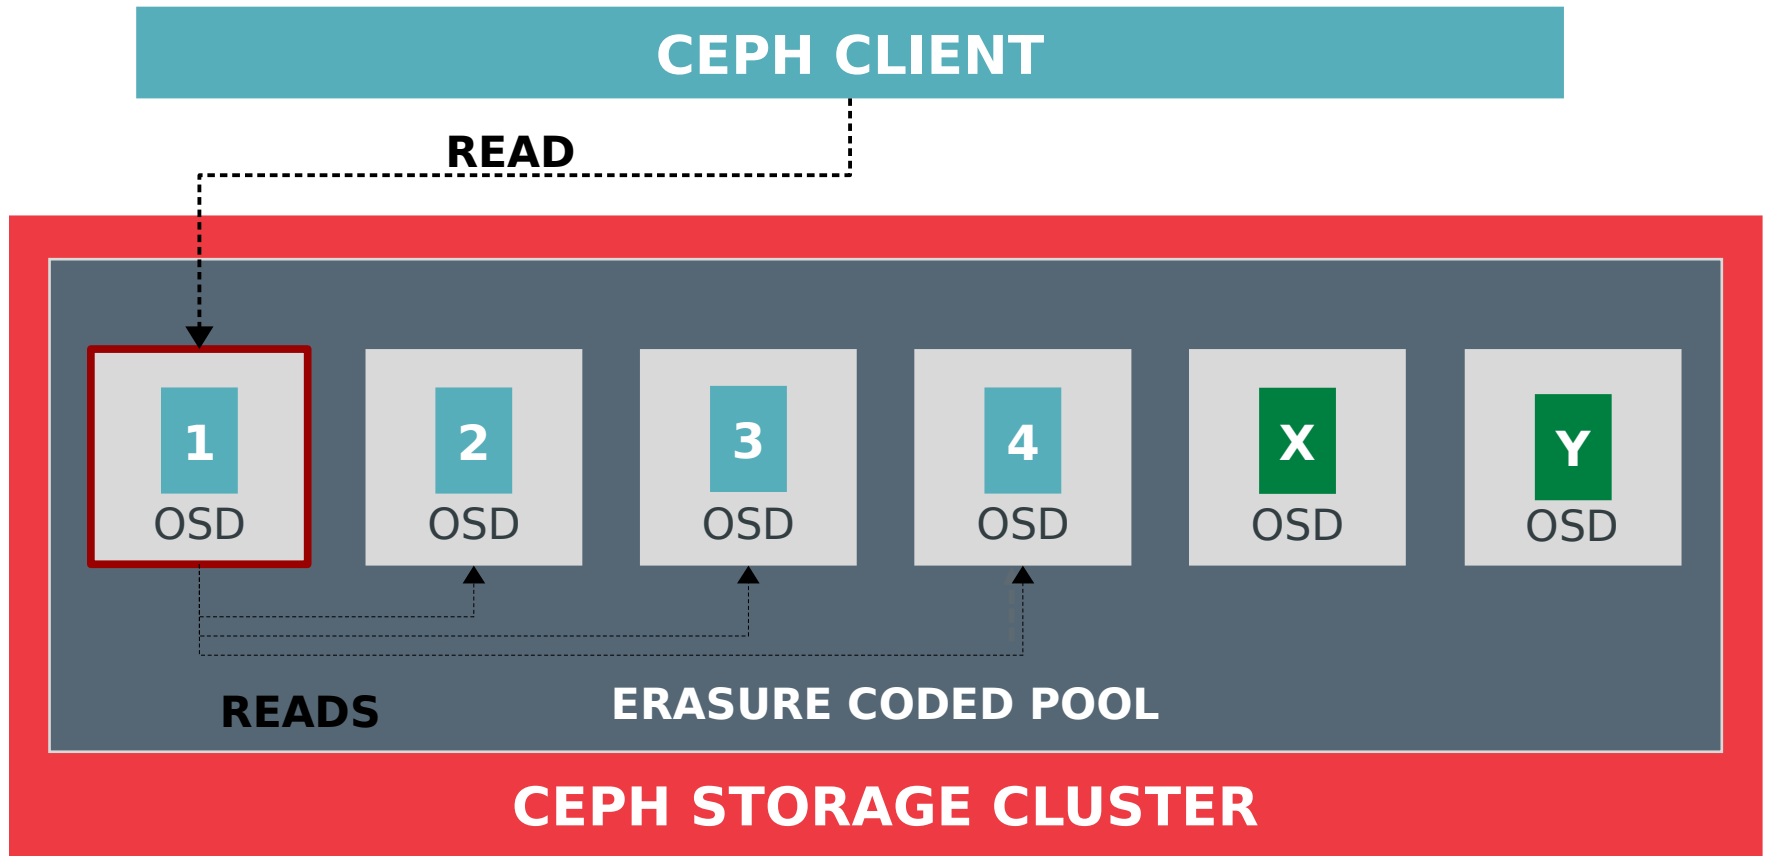 CEPH CLIENT
READ
1
OSD
2
OSD
3
OSD
4
OSD
X
OSD
Y
OSD
READS
ERASURE CODED POOL
CEPH STORAGE CLUSTER